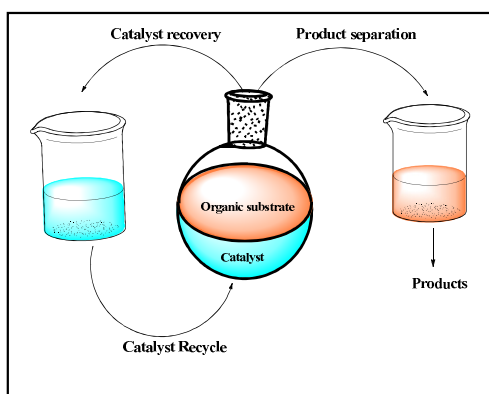 Catalyst recovery
Product separation
Organic substrate
Catalyst
Products
Catalyst Recycle